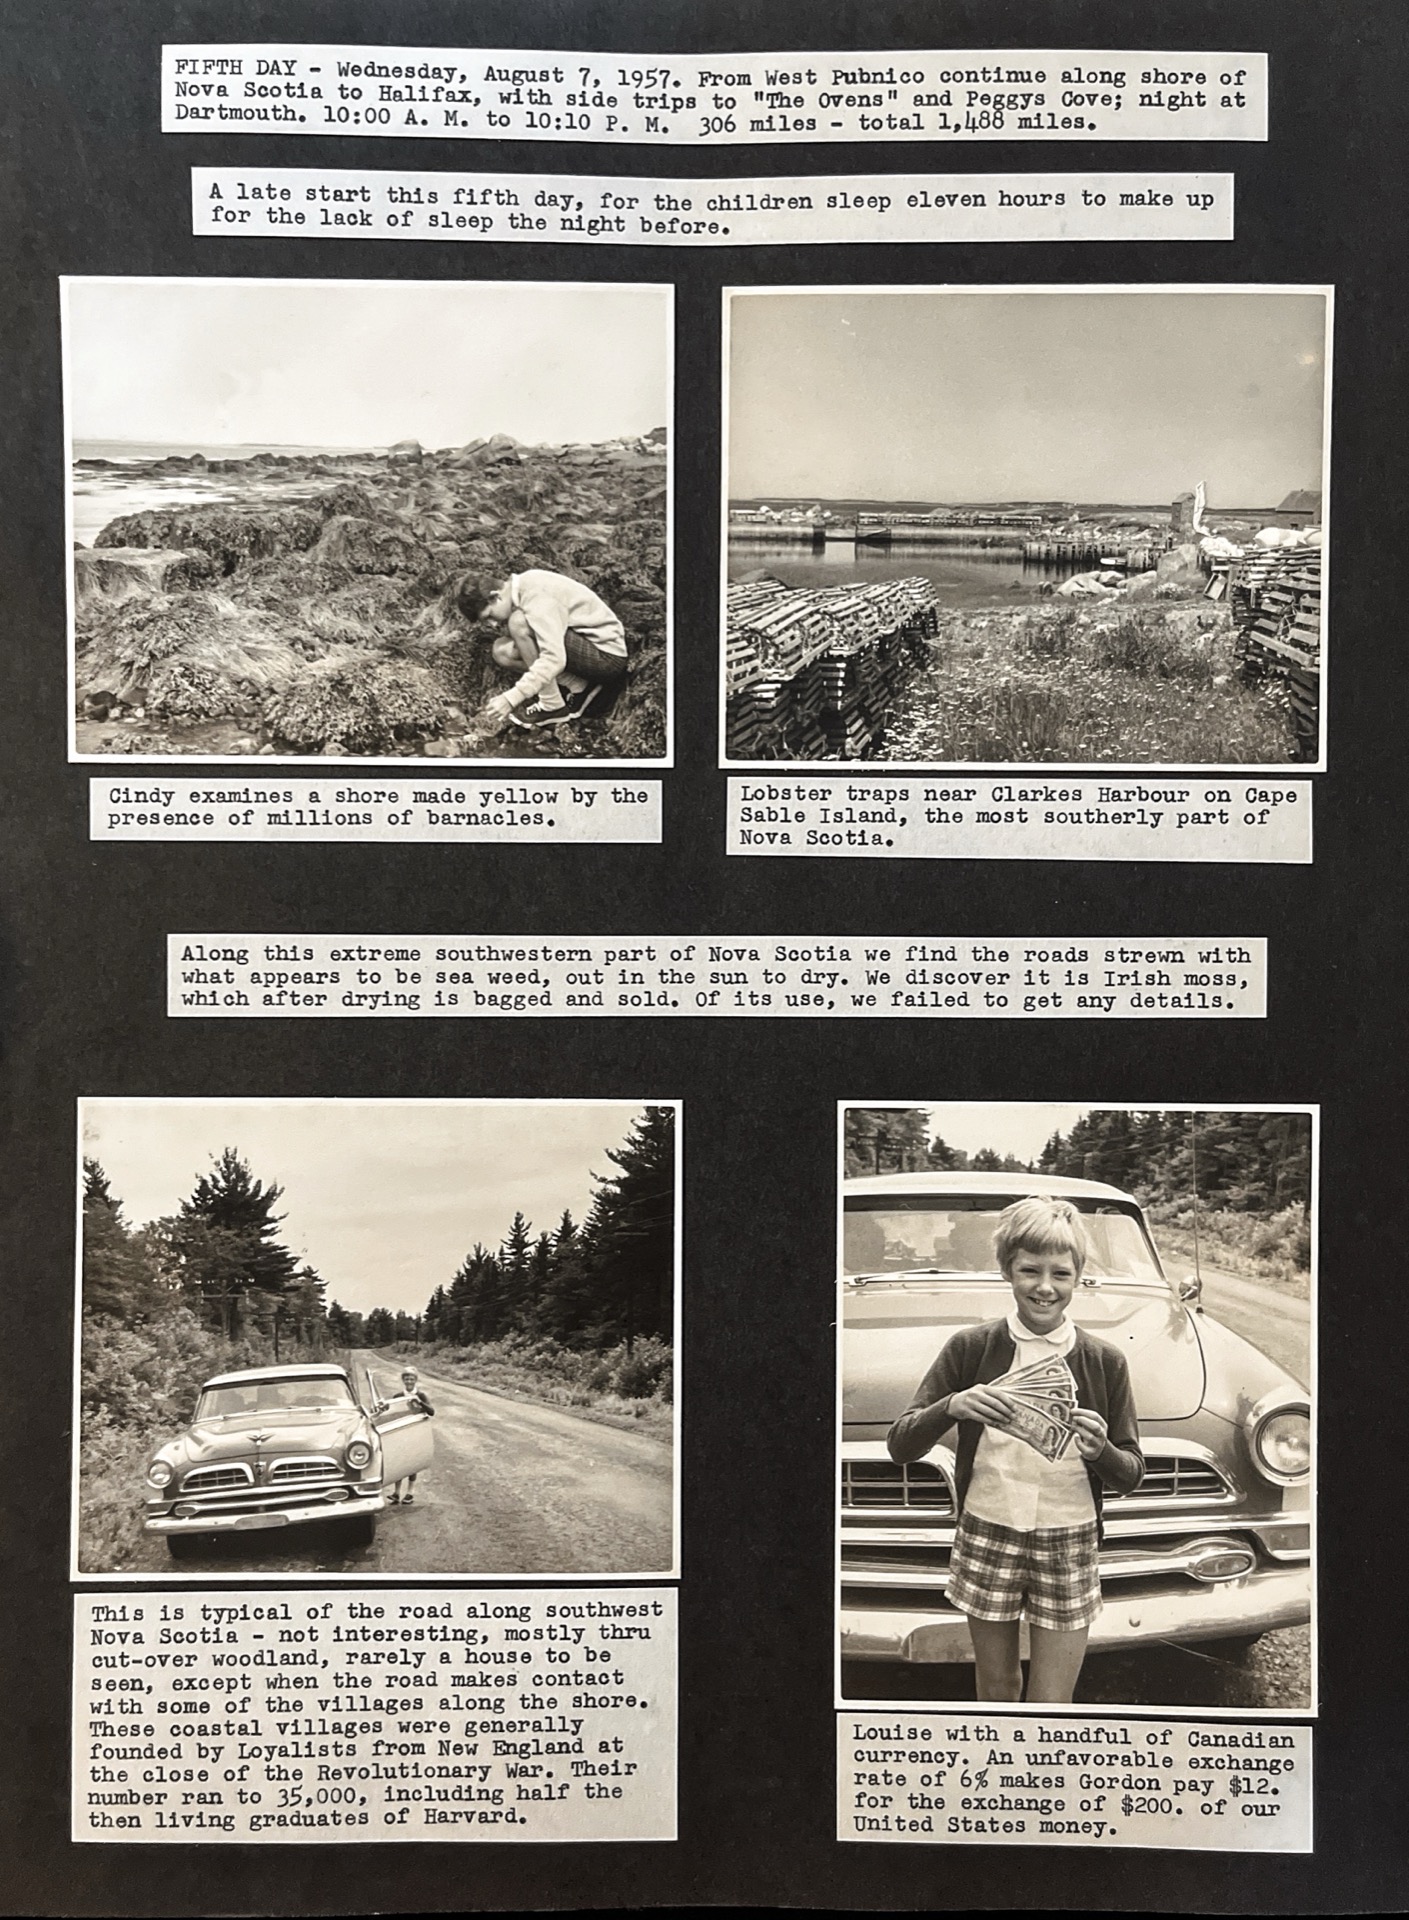 FIFTH DAY - Wednesday, August 7, 1957. From West Pubnico continue along shore of
Nova Scotia to Halifax, with side trips to "The Ovens" and Peggys Cove; night at
Dartmouth. 10:00 A. M. to 10:10 P. M.  306 miles - total 1,488 miles.
A late start this fifth day, for the children sleep eleven hours to make up
for the lack of sleep the night before.
Cindy examines a shore made yellow by the
presence of millions of barnacles.
Lobster traps near Clarkes Harbour on Cape
Sable Island, the most southerly part of
Nova Scotia.
Along this extreme southwestern part of Nova Scotia we find the roads strewn with
what appears to be sea weed, out in the sun to dry. We discover it is Irish moss,
which after drying is bagged and sold. Of its use, we failed to get any details.
This is typical of the road along southwest
Nova Scotia - not interesting, mostly thru
cut-over woodland, rarely a house to be
seen, except when the road makes contact
with some of the villages along the shore.
These coastal villages were generally
founded by Loyalists from New England at
the close of the Revolutionary War. Their
number ran to 35,000, including half the
then living graduates of Harvard.
CANADA
Louise with a handful of Canadian
currency. An unfavorable exchange
rate of 6% makes Gordon pay $12.
for the exchange of $200. of our
United States money.